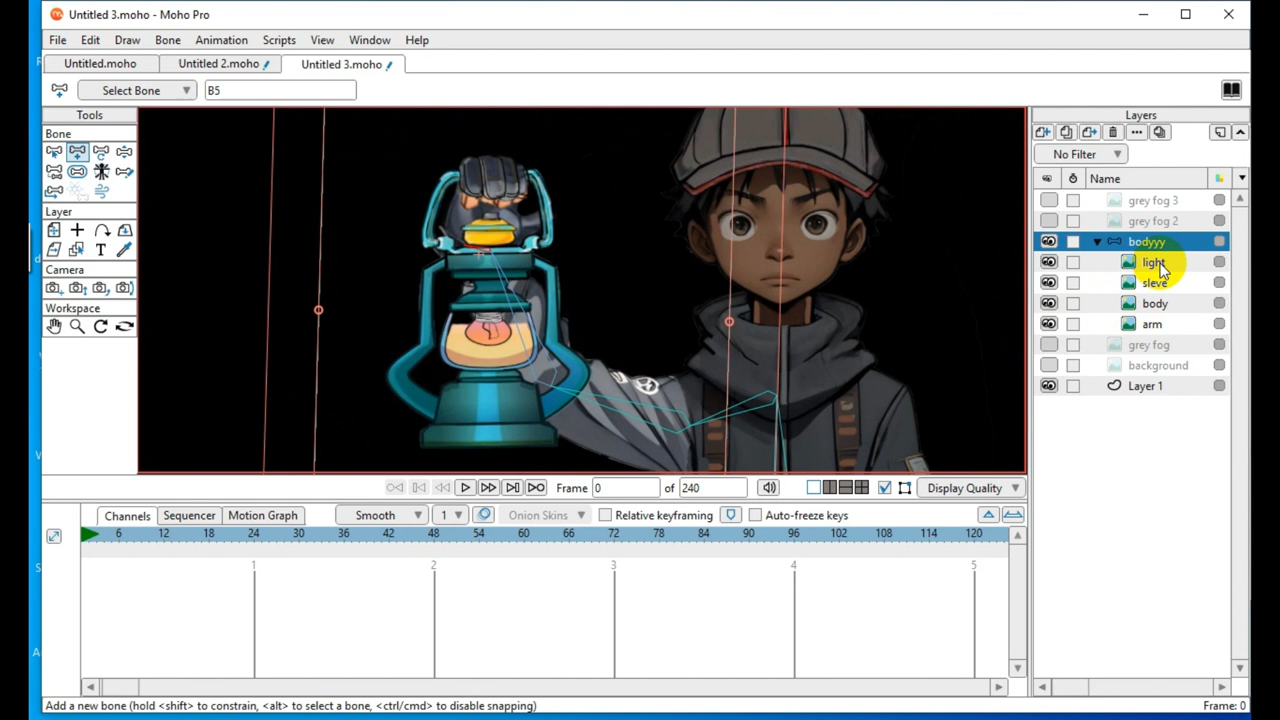 Untitled 3.moho - Moho Pro
File Edit Draw Bone Animation Scripts View Window Help
Untitled.moho Untitled 2.moho Untitled 3.moho
Select Bone B5
Tools
Bone
Layer
Camera
Workspace
Layers
No Filter
Name
grey fog 3
grey fog 2
bodyyy
light
sleve
body
arm
grey fog
background
Layer 1
Frame 0 of 240 Display Quality
Channels Sequencer Motion Graph Smooth 1 Onion Skins Relative keyframing Auto-freeze keys
6 12 18 24 30 36 42 48 54 60 66 72 78 84 90 96 102 108 114 120
1 2 3 4 5
Add a new bone (hold <shift> to constrain, <alt> to select a bone, <ctrl/cmd> to disable snapping) Frame: 0